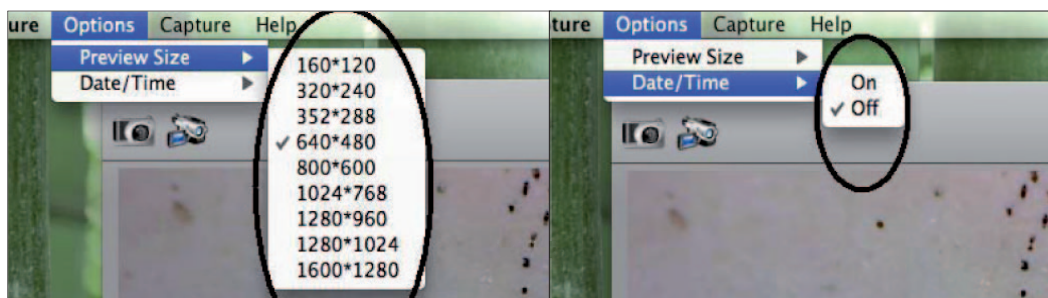 ure Options Capture Help
Preview Size
Date/Time
160*120
320*240
352*288
640*480
800*600
1024*768
1280*960
1280*1024
1600*1280
ture Options Capture Help
Preview Size
Date/Time
On
Off